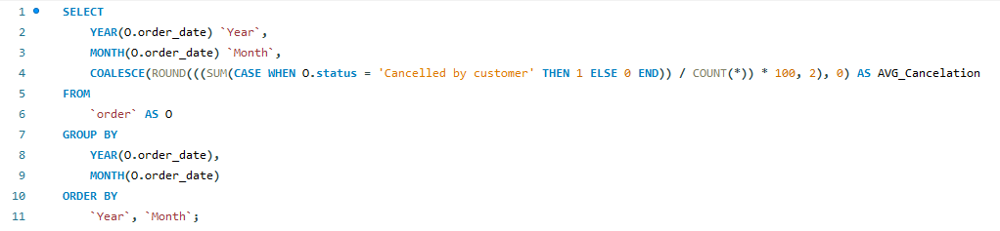 1 SELECT
2 YEAR(O.order_date) `Year`,
3 MONTH(O.order_date) `Month`,
4 COALESCE(ROUND(((SUM(CASE WHEN O.status = 'Cancelled by customer' THEN 1 ELSE 0 END)) / COUNT(*)) * 100, 2), 0) AS AVG_Cancelation
5 FROM
6 `order` AS O
7 GROUP BY
8 YEAR(O.order_date),
9 MONTH(O.order_date)
10 ORDER BY
11 `Year`, `Month`;